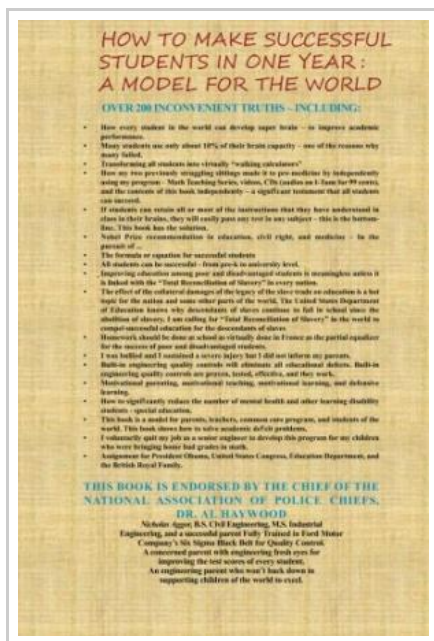 HOW TO MAKE SUCCESSFUL
STUDENTS IN ONE YEAR :
A MODEL FOR THE WORLD
OVER 200 INCONVENIENT TRUTHS – INCLUDING:
• How every student in the world can develop super brain – to improve academic
performance.
• Many students use only about 10% of their brain capacity – one of the reasons why
many failed.
• Transforming all students into virtually "walking calculators"
• How my two previously struggling siblings made it to pre-medicine by independently
using my program – Math Teaching Series, videos, CDs (audios on I-Tune for 99 cents),
and the contents of this book independently – a significant testament that all students
can succeed.
• If students can retain all or most of the instructions that they have understood in
class in their brains, they will easily pass any test in any subject – this is the bottom-
line. This book has the solution.
• Nobel Prize recommendation in education, civil right, and medicine – In the
pursuit of ...
• The formula or equation for successful students
• All students can be successful – from pre-k to university level.
• Improving education among poor and disadvantaged students is meaningless unless it
is linked with the "Total Reconciliation of Slavery" in every nation.
• The effect of the collateral damages of the legacy of the slave trade on education is a hot
topic for the nation and some other parts of the world. The United States Department
of Education knows why descendants of slaves continue to fail in school since the
abolition of slavery. I am calling for "Total Reconciliation of Slavery" in the world to
compel successful education for the descendants of slaves
• Homework should be done at school as virtually done in France as the partial equalizer
for the success of poor and disadvantaged students.
• I was bullied and I sustained a severe injury but I did not inform my parents.
• Built-in engineering quality controls will eliminate all educational defects. Built-in
engineering quality controls are proven, tested, effective, and they work.
• Motivational parenting, motivational teaching, motivational learning, and defensive
learning.
• How to significantly reduce the number of mental health and other learning disability
students - special education.
• This book is a model for parents, teachers, common core program, and students of the
world. This book shows how to solve academic deficit problems.
• I voluntarily quit my job as a senior engineer to develop this program for my children
who were bringing home bad grades in math.
• Assignment for President Obama, United States Congress, Education Department, and
the British Royal Family.
THIS BOOK IS ENDORSED BY THE CHIEF OF THE
NATIONAL ASSOCIATION OF POLICE CHIEFS,
DR. AL HAYWOOD
Nicholas Aggor, B.S. Civil Engineering, M.S. Industrial
Engineering, and a successful parent Fully Trained in Ford Motor
Company's Six Sigma Black Belt for Quality Control.
A concerned parent with engineering fresh eyes for
improving the test scores of every student.
An engineering parent who won't back down in
supporting children of the world to excel.